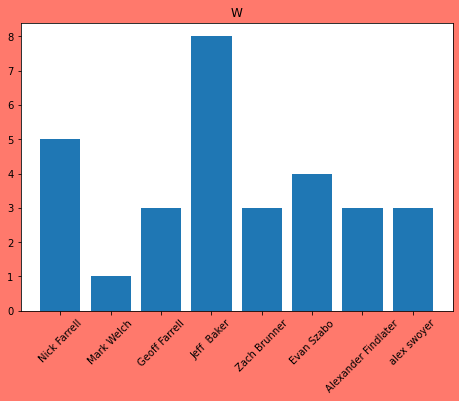 W
8
7
6
5
4
3
2
1
0
Nick Farrell
Mark Welch
Geoff Farrell
Jeff  Baker
Zach Brunner
Evan Szabo
Alexander Findlater
alex swoyer